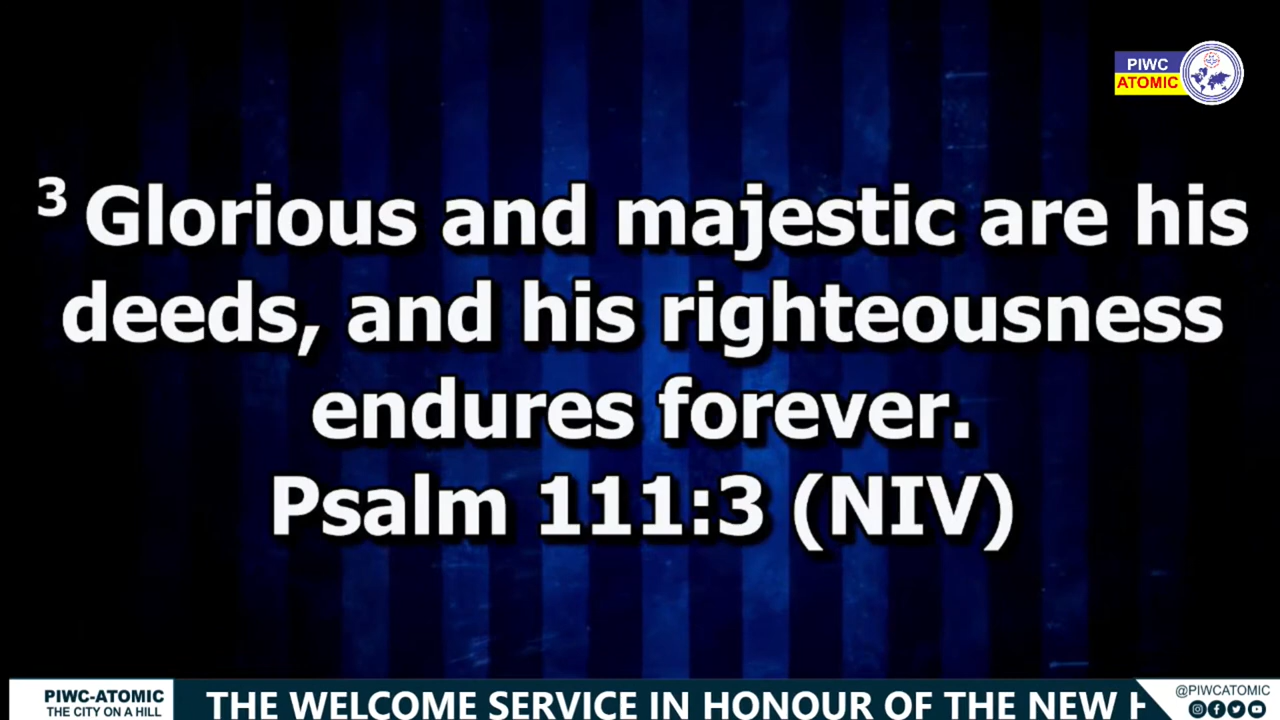 PIWC
ATOMIC
3 Glorious and majestic are his
deeds, and his righteousness
endures forever.
Psalm 111:3 (NIV)
PIWC-ATOMIC
THE CITY ON A HILL
THE WELCOME SERVICE IN HONOUR OF THE NEW
@PIWCATOMIC